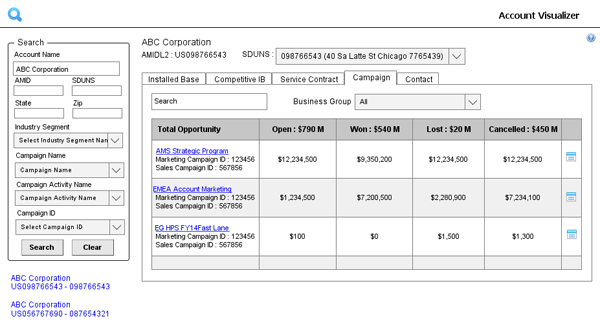 Account Visualizer
Search
Account Name
ABC Corporation
AMID
SDUNS
State
Zip
Industry Segment
Select Industry Segment Nan
Campaign Name
Campaign Name
Campaign Activity Name
Campaign Activity Name
Campaign ID
Select Campaign ID
Search
Clear
ABC Corporation
US098766543 - 098766543
ABC Corporation
US056767690 - 087654321
ABC Corporation
AMIDL2 : US098766543
SDUNS :
098766543 (40 Sa Latte St Chicago 7765439)
Installed Base
Competitive IB
Service Contract
Campaign
Contact
Search
Business Group
All
Total Opportunity
Open : $790 M
Won : $540 M
Lost : $20 M
Cancelled : $450 M
AMS Strategic Program
Marketing Campaign ID : 123456
Sales Campaign ID : 567856
$12,234,500
$9,350,200
$12,234,500
$12,234,500
EMEA Account Marketing
Marketing Campaign ID : 123456
Sales Campaign ID : 567856
$1,234,500
$7,200,500
$2,280,900
$7,234,100
EG HPS FY14Fast Lane
Marketing Campaign ID : 123456
Sales Campaign ID : 567856
$100
$0
$1,500
$1,300